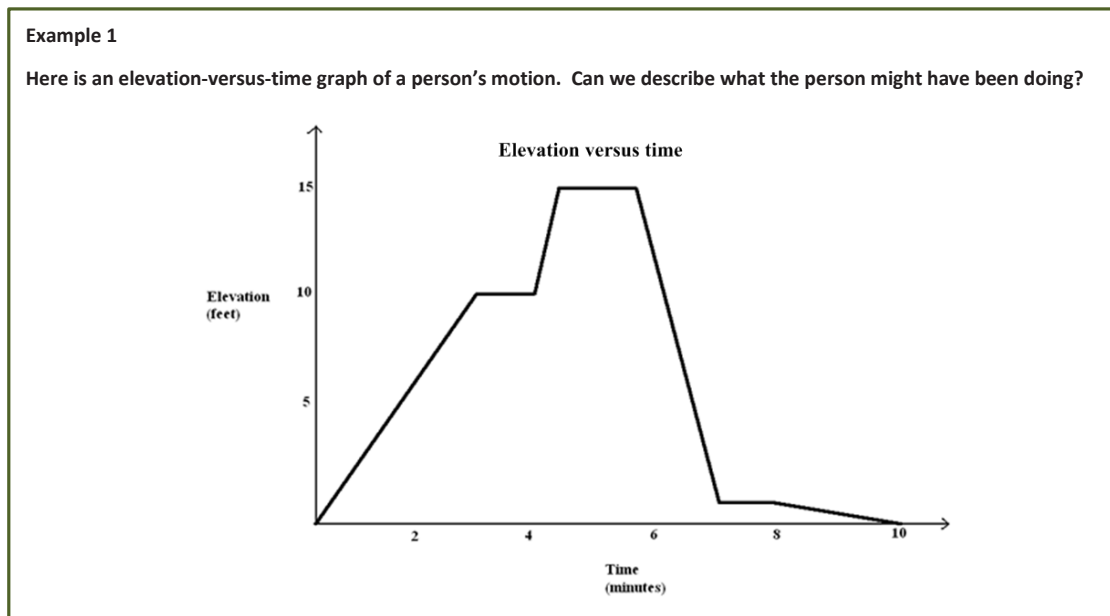 Example 1
Here is an elevation-versus-time graph of a person’s motion.  Can we describe what the person might have been doing?
Elevation versus time
15
Elevation
(feet)
10
5
2
4
6
8
10
Time
(minutes)